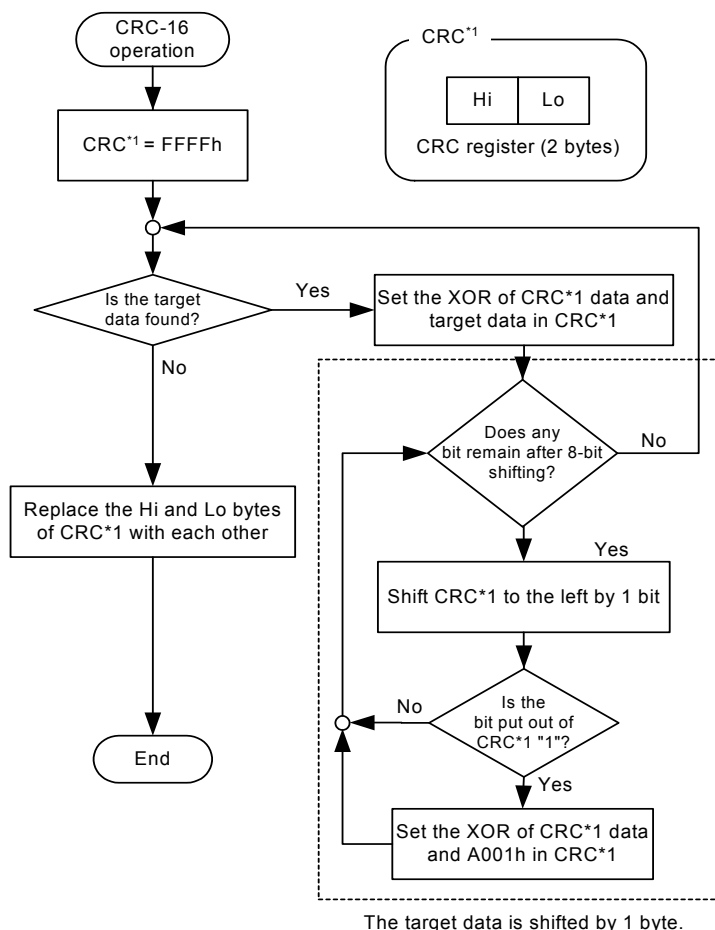 CRC-16
operation
CRC*1
Hi
Lo
CRC register (2 bytes)
CRC*1 = FFFFh
Is the target
data found?
Yes
Set the XOR of CRC*1 data and
target data in CRC*1
No
Does any
bit remain after 8-bit
shifting?
No
Replace the Hi and Lo bytes
of CRC*1 with each other
Yes
Shift CRC*1 to the left by 1 bit
No
Is the
bit put out of
CRC*1 "1"?
End
Yes
Set the XOR of CRC*1 data
and A001h in CRC*1
The target data is shifted by 1 byte.